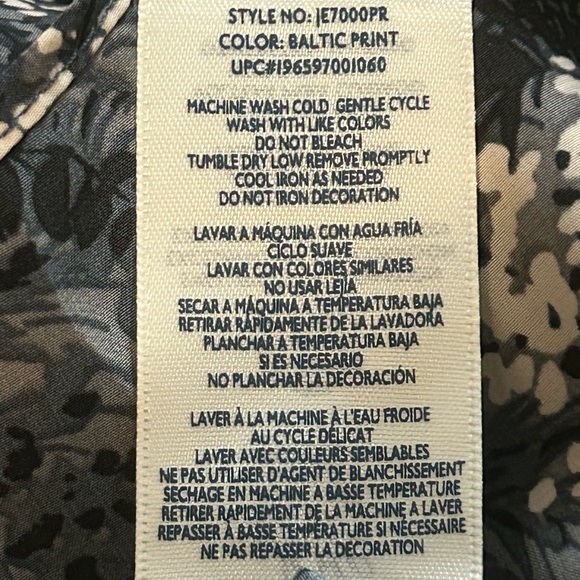 STYLE NO: JE7000PR
COLOR: BALTIC PRINT
UPC#196597001060
MACHINE WASH COLD GENTLE CYCLE
WASH WITH LIKE COLORS
DO NOT BLEACH
TUMBLE DRY LOW REMOVE PROMPTLY
COOL IRON AS NEEDED
DO NOT IRON DECORATION
LAVAR A MÁQUINA CON AGUA FRÍA
CICLO SUAVE
LAVAR CON COLORES SIMILARES
NO USAR LEJÍA
SECAR A MÁQUINA A TEMPERATURA BAJA
RETIRAR RÁPIDAMENTE DE LA LAVADORA
PLANCHAR A TEMPERATURA BAJA
SI ES NECESARIO
NO PLANCHAR LA DECORACIÓN
LAVER À LA MACHINE À L'EAU FROIDE
AU CYCLE DÉLICAT
LAVER AVEC COULEURS SEMBLABLES
NE PAS UTILISER D'AGENT DE BLANCHISSEMENT
SECHAGE EN MACHINE A BASSE TEMPERATURE
RETIRER RAPIDEMENT DE LA MACHINE A LAVER
REPASSER À BASSE TEMPÉRATURE SI NÉCESSAIRE
NE PAS REPASSER LA DECORATION